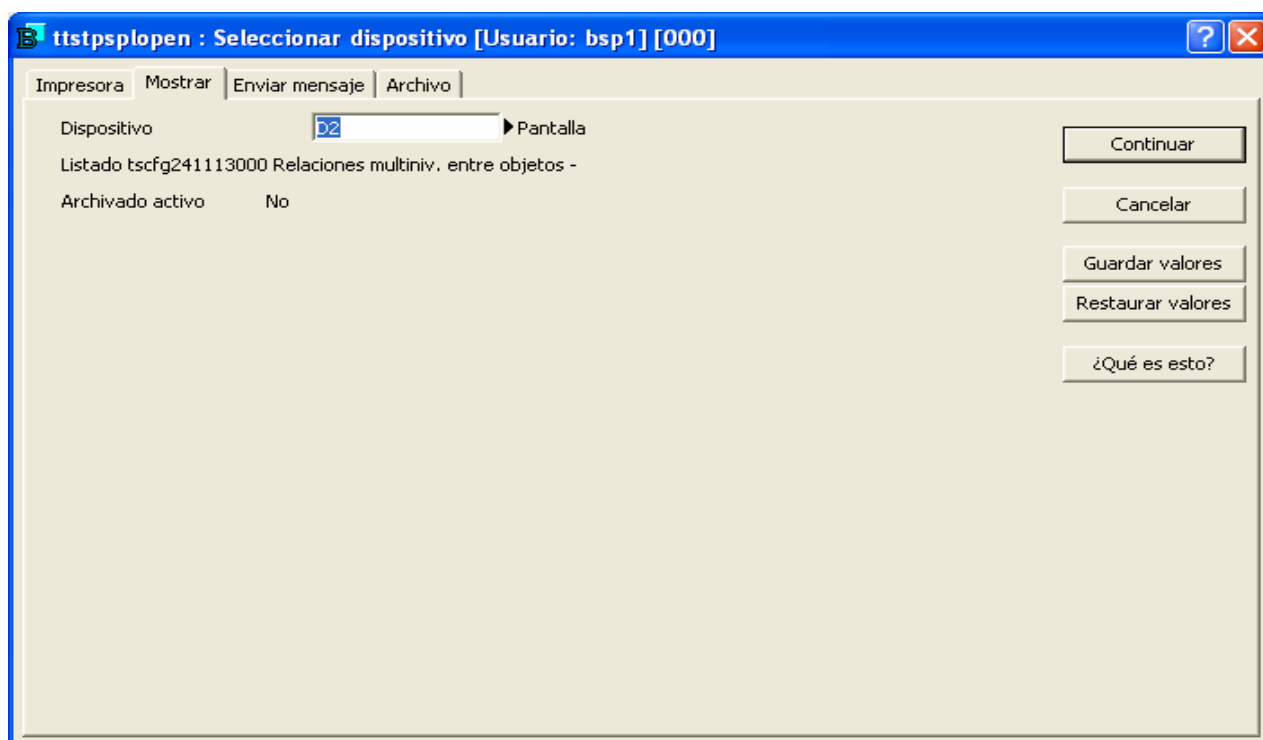 B ttstpsplopen : Seleccionar dispositivo [Usuario: bsp1] [000] ?
Impresora Mostrar Enviar mensaje Archivo
Dispositivo D2 Pantalla
Listado tscfg241113000 Relaciones multiniv. entre objetos -
Archivado activo No
Continuar
Cancelar
Guardar valores
Restaurar valores
¿Qué es esto?